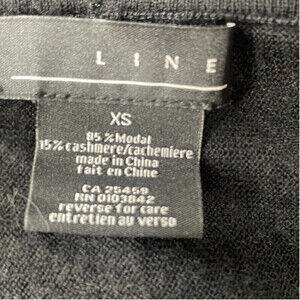 LINE
XS
85% Modal
15% cashmere/cachemiere
made in China
fait en Chine
CA 25459
RN 0103842
reverse for care
entretien au verso